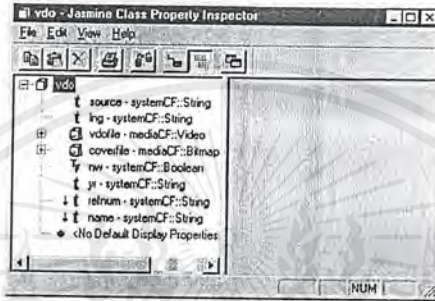 vdo - Jasmine Class Property Inspector
File Edit View Help
vdo
source - systemCF::String
lng - systemCF::String
vdofile - mediaCF::Video
coverfile - mediaCF::Bitmap
nw - systemCF::Boolean
yr - systemCF::String
refnum - systemCF::String
name - systemCF::String
<No Default Display Properties
NUM